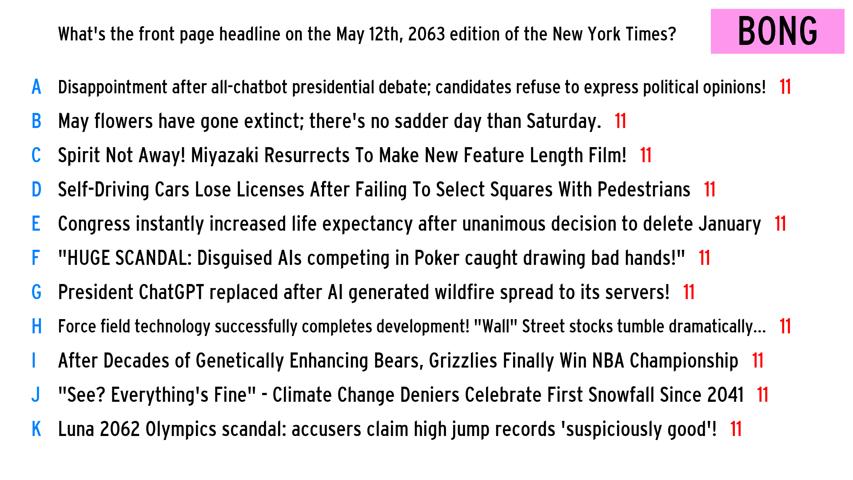 What's the front page headline on the May 12th, 2063 edition of the New York Times? BONG
A Disappointment after all-chatbot presidential debate; candidates refuse to express political opinions! 11
B May flowers have gone extinct; there's no sadder day than Saturday. 11
C Spirit Not Away! Miyazaki Resurrects To Make New Feature Length Film! 11
D Self-Driving Cars Lose Licenses After Failing To Select Squares With Pedestrians 11
E Congress instantly increased life expectancy after unanimous decision to delete January 11
F "HUGE SCANDAL: Disguised AIs competing in Poker caught drawing bad hands!" 11
G President ChatGPT replaced after AI generated wildfire spread to its servers! 11
H Force field technology successfully completes development! "Wall" Street stocks tumble dramatically... 11
I After Decades of Genetically Enhancing Bears, Grizzlies Finally Win NBA Championship 11
J "See? Everything's Fine" - Climate Change Deniers Celebrate First Snowfall Since 2041 11
K Luna 2062 Olympics scandal: accusers claim high jump records 'suspiciously good'! 11